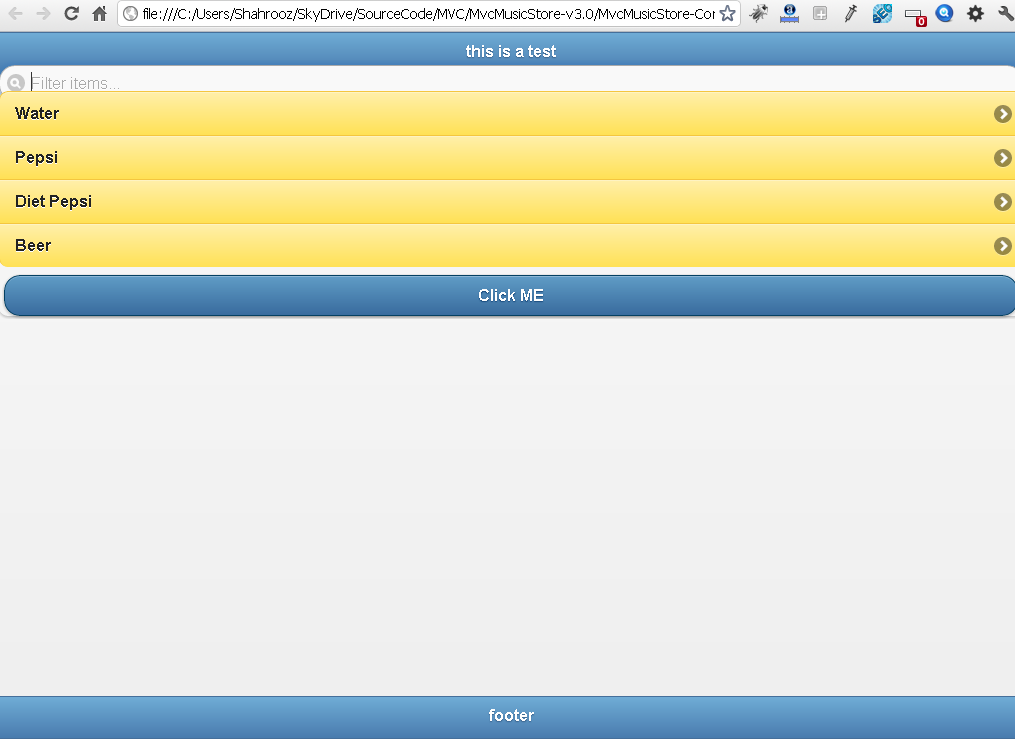 file:///C:/Users/Shahrooz/SkyDrive/SourceCode/MVC/MvcMusicStore-v3.0/MvcMusicStore-Cor
0
this is a test
Filter items...
Water
Pepsi
Diet Pepsi
Beer
Click ME
footer